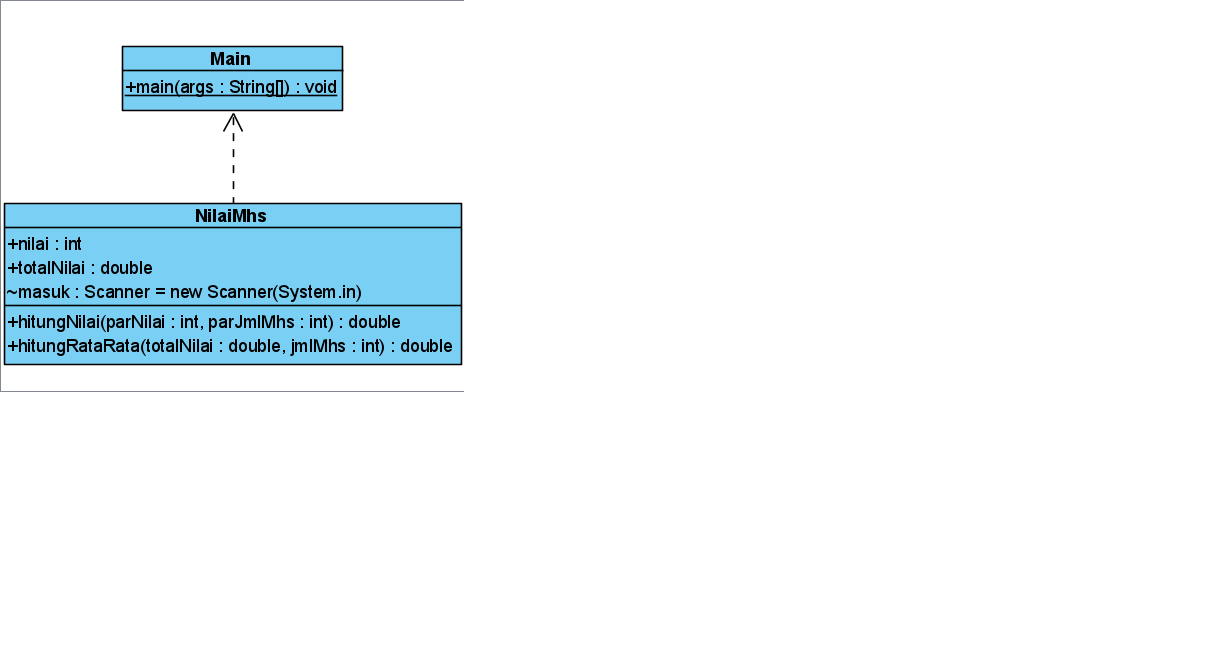 Main
+main(args : String[]) : void
NilaiMhs
+nilai : int
+totalNilai : double
~masuk : Scanner = new Scanner(System.in)
+hitungNilai(parNilai : int, parJmlMhs : int) : double
+hitungRataRata(totalNilai : double, jmlMhs : int) : double